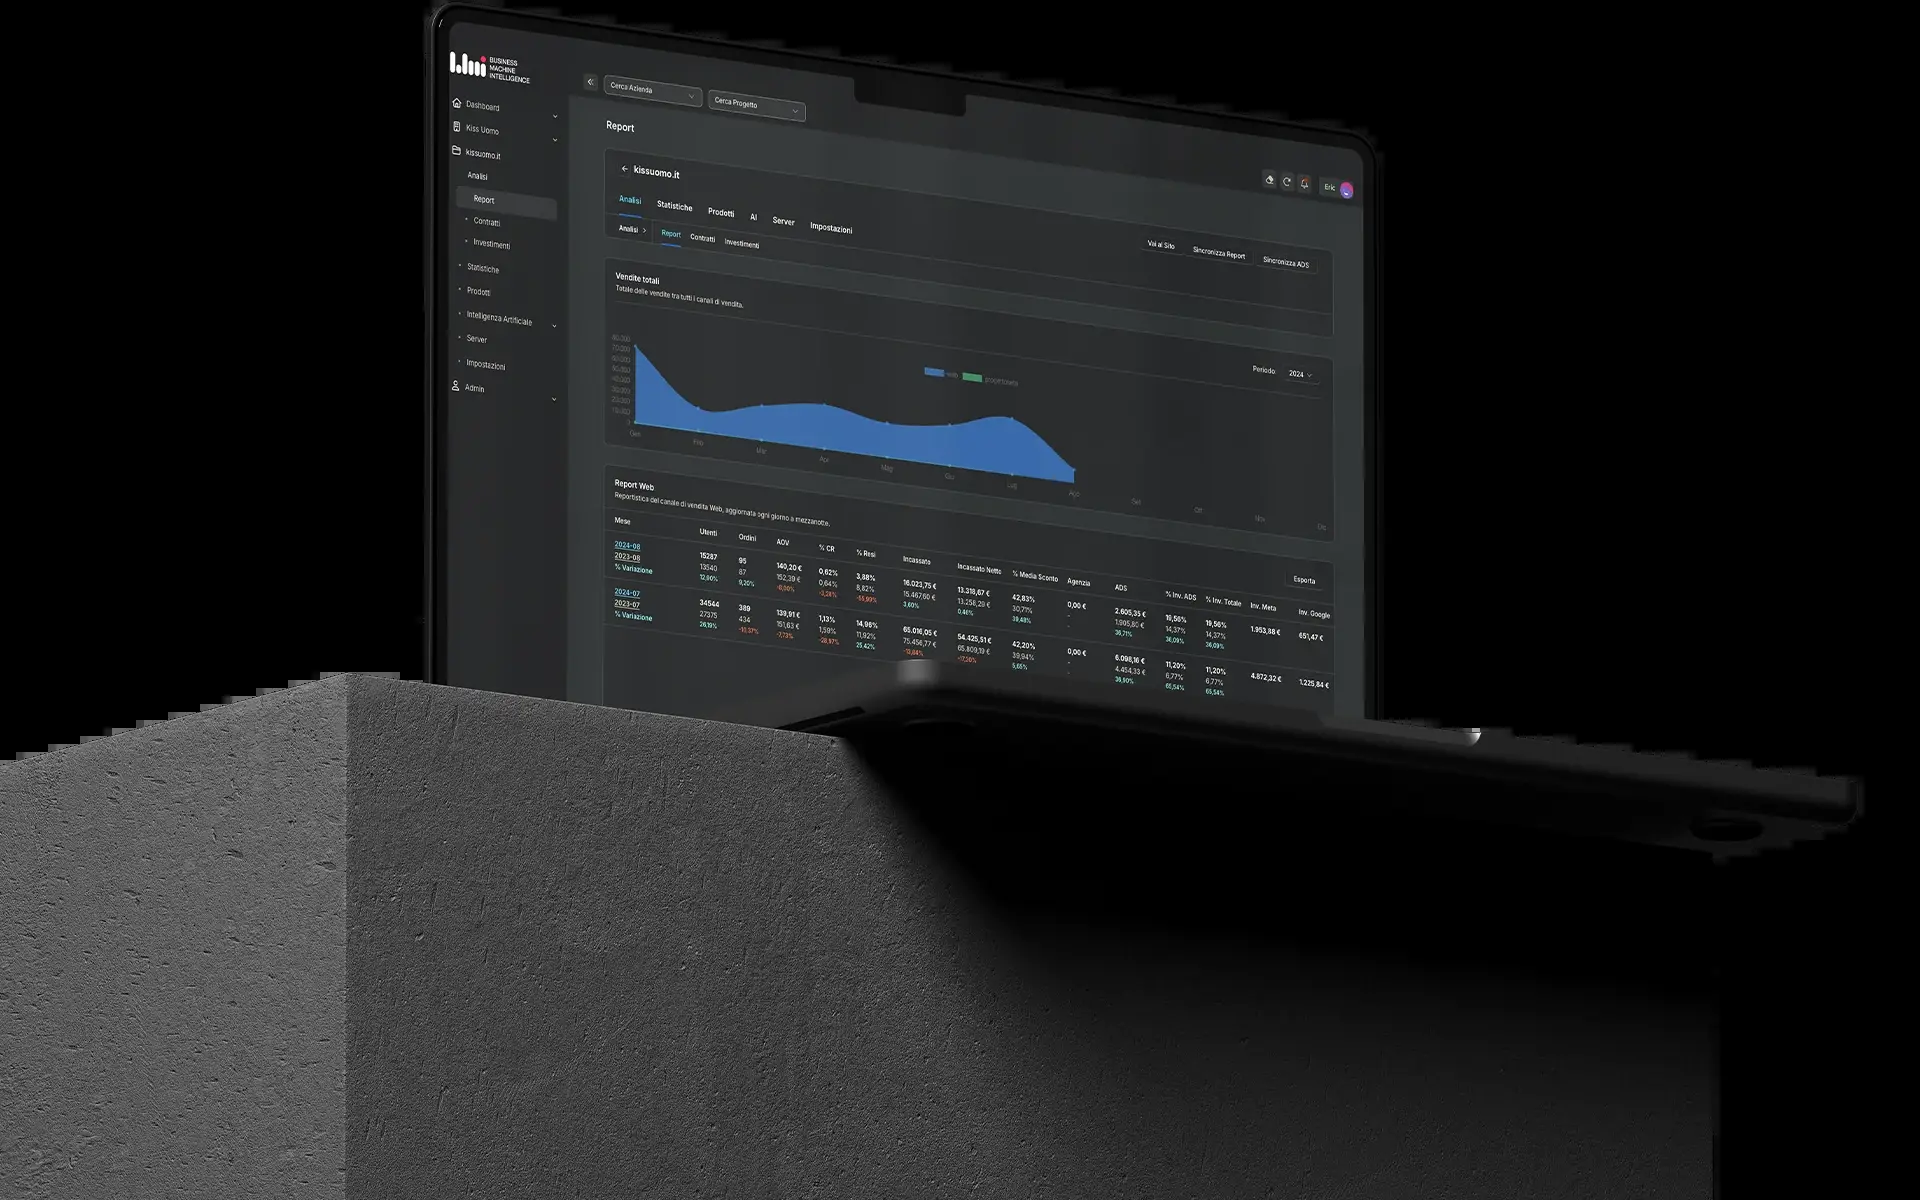 BUSINESS
MACHINE
INTELLIGENCE
Dashboard
Kiss Uomo
kissuomo.it
Analisi
Report
Contratti
Investimenti
Statistiche
Prodotti
Intelligenza Artificiale
Server
Impostazioni
Admin
Cerca Azienda
Cerca Progetto
Eric
Report
kissuomo.it
Analisi Statistiche Prodotti AI Server Impostazioni
Analisi Report Contratti Investimenti
Vai al Sito Sincronizza Report Sincronizza ADS
Vendite totali
Totale delle vendite tra tutti i canali di vendita.
Periodo: 2024
80.000
70.000
60.000
50.000
40.000
30.000
20.000
10.000
0
web
Gen Feb Mar Apr Mag Giu Lug Ago Set Ott Nov Dic
Report Web
Reportistica del canale di vendita Web, aggiornata ogni giorno a mezzanotte.
Esporta
Mese Utenti Ordini AOV % CR % Resi Incassato Incassato Netto % Media Sconto Agenzia ADS % Inv. ADS % Inv. Totale Inv. Meta Inv. Google
2024-08 15287 95 140,20 € 0,62% 3,88% 16.023,75 € 13.318,67 € 42,83% 0,00 € 2.605,35 € 19,56% 19,56% 1.953,88 € 651,47 €
2023-08 13540 87 152,39 € 0,64% 8,82% 15.467,60 € 13.258,29 € 30,71% - 1.905,80 € 14,37% 14,37%
% Variazione 12,90% 9,20% -8,00% -3,28% -55,99% 3,60% 0,46% 39,48% - 36,71% 36,09% 36,09%
2024-07 34544 389 139,91 € 1,13% 14,96% 65.016,05 € 54.425,51 € 42,20% 0,00 € 6.098,16 € 11,20% 11,20% 4.872,32 € 1.225,84 €
2023-07 27375 434 151,63 € 1,59% 11,92% 75.456,77 € 65.809,19 € 39,94% - 4.454,33 € 6,77% 6,77%
% Variazione 26,19% -10,37% -7,73% -28,97% 25,42% -13,84% -17,30% 5,65% 36,90% 65,54% 65,54%